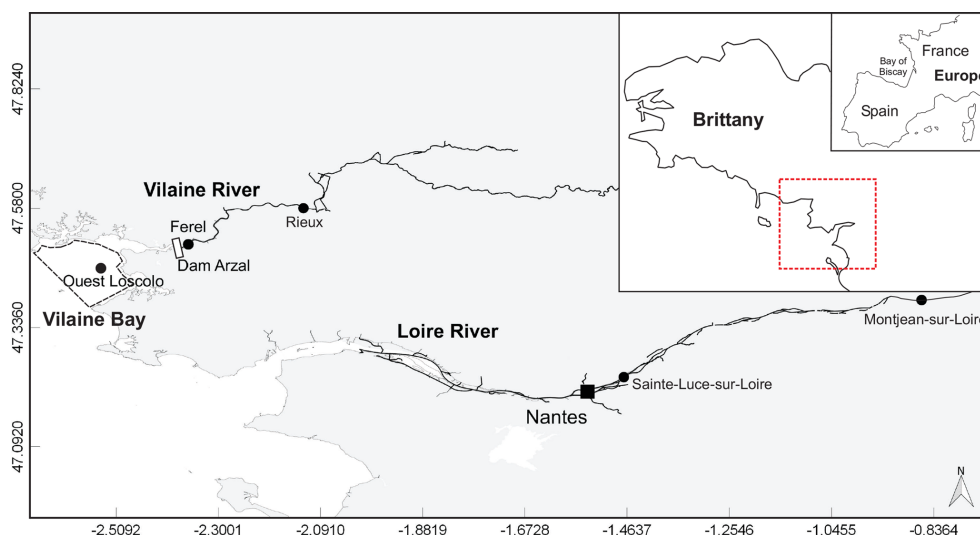 47.8240
47.5800
47.3360
47.0920
Vilaine River
Ferel
Rieux
Dam Arzal
Ouest Loscolo
Vilaine Bay
Loire River
Montjean-sur-Loire
Sainte-Luce-sur-Loire
Nantes
Brittany
France
Bay of
Biscay
Europe
Spain
N
-2.5092 -2.3001 -2.0910 -1.8819 -1.6728 -1.4637 -1.2546 -1.0455 -0.8364